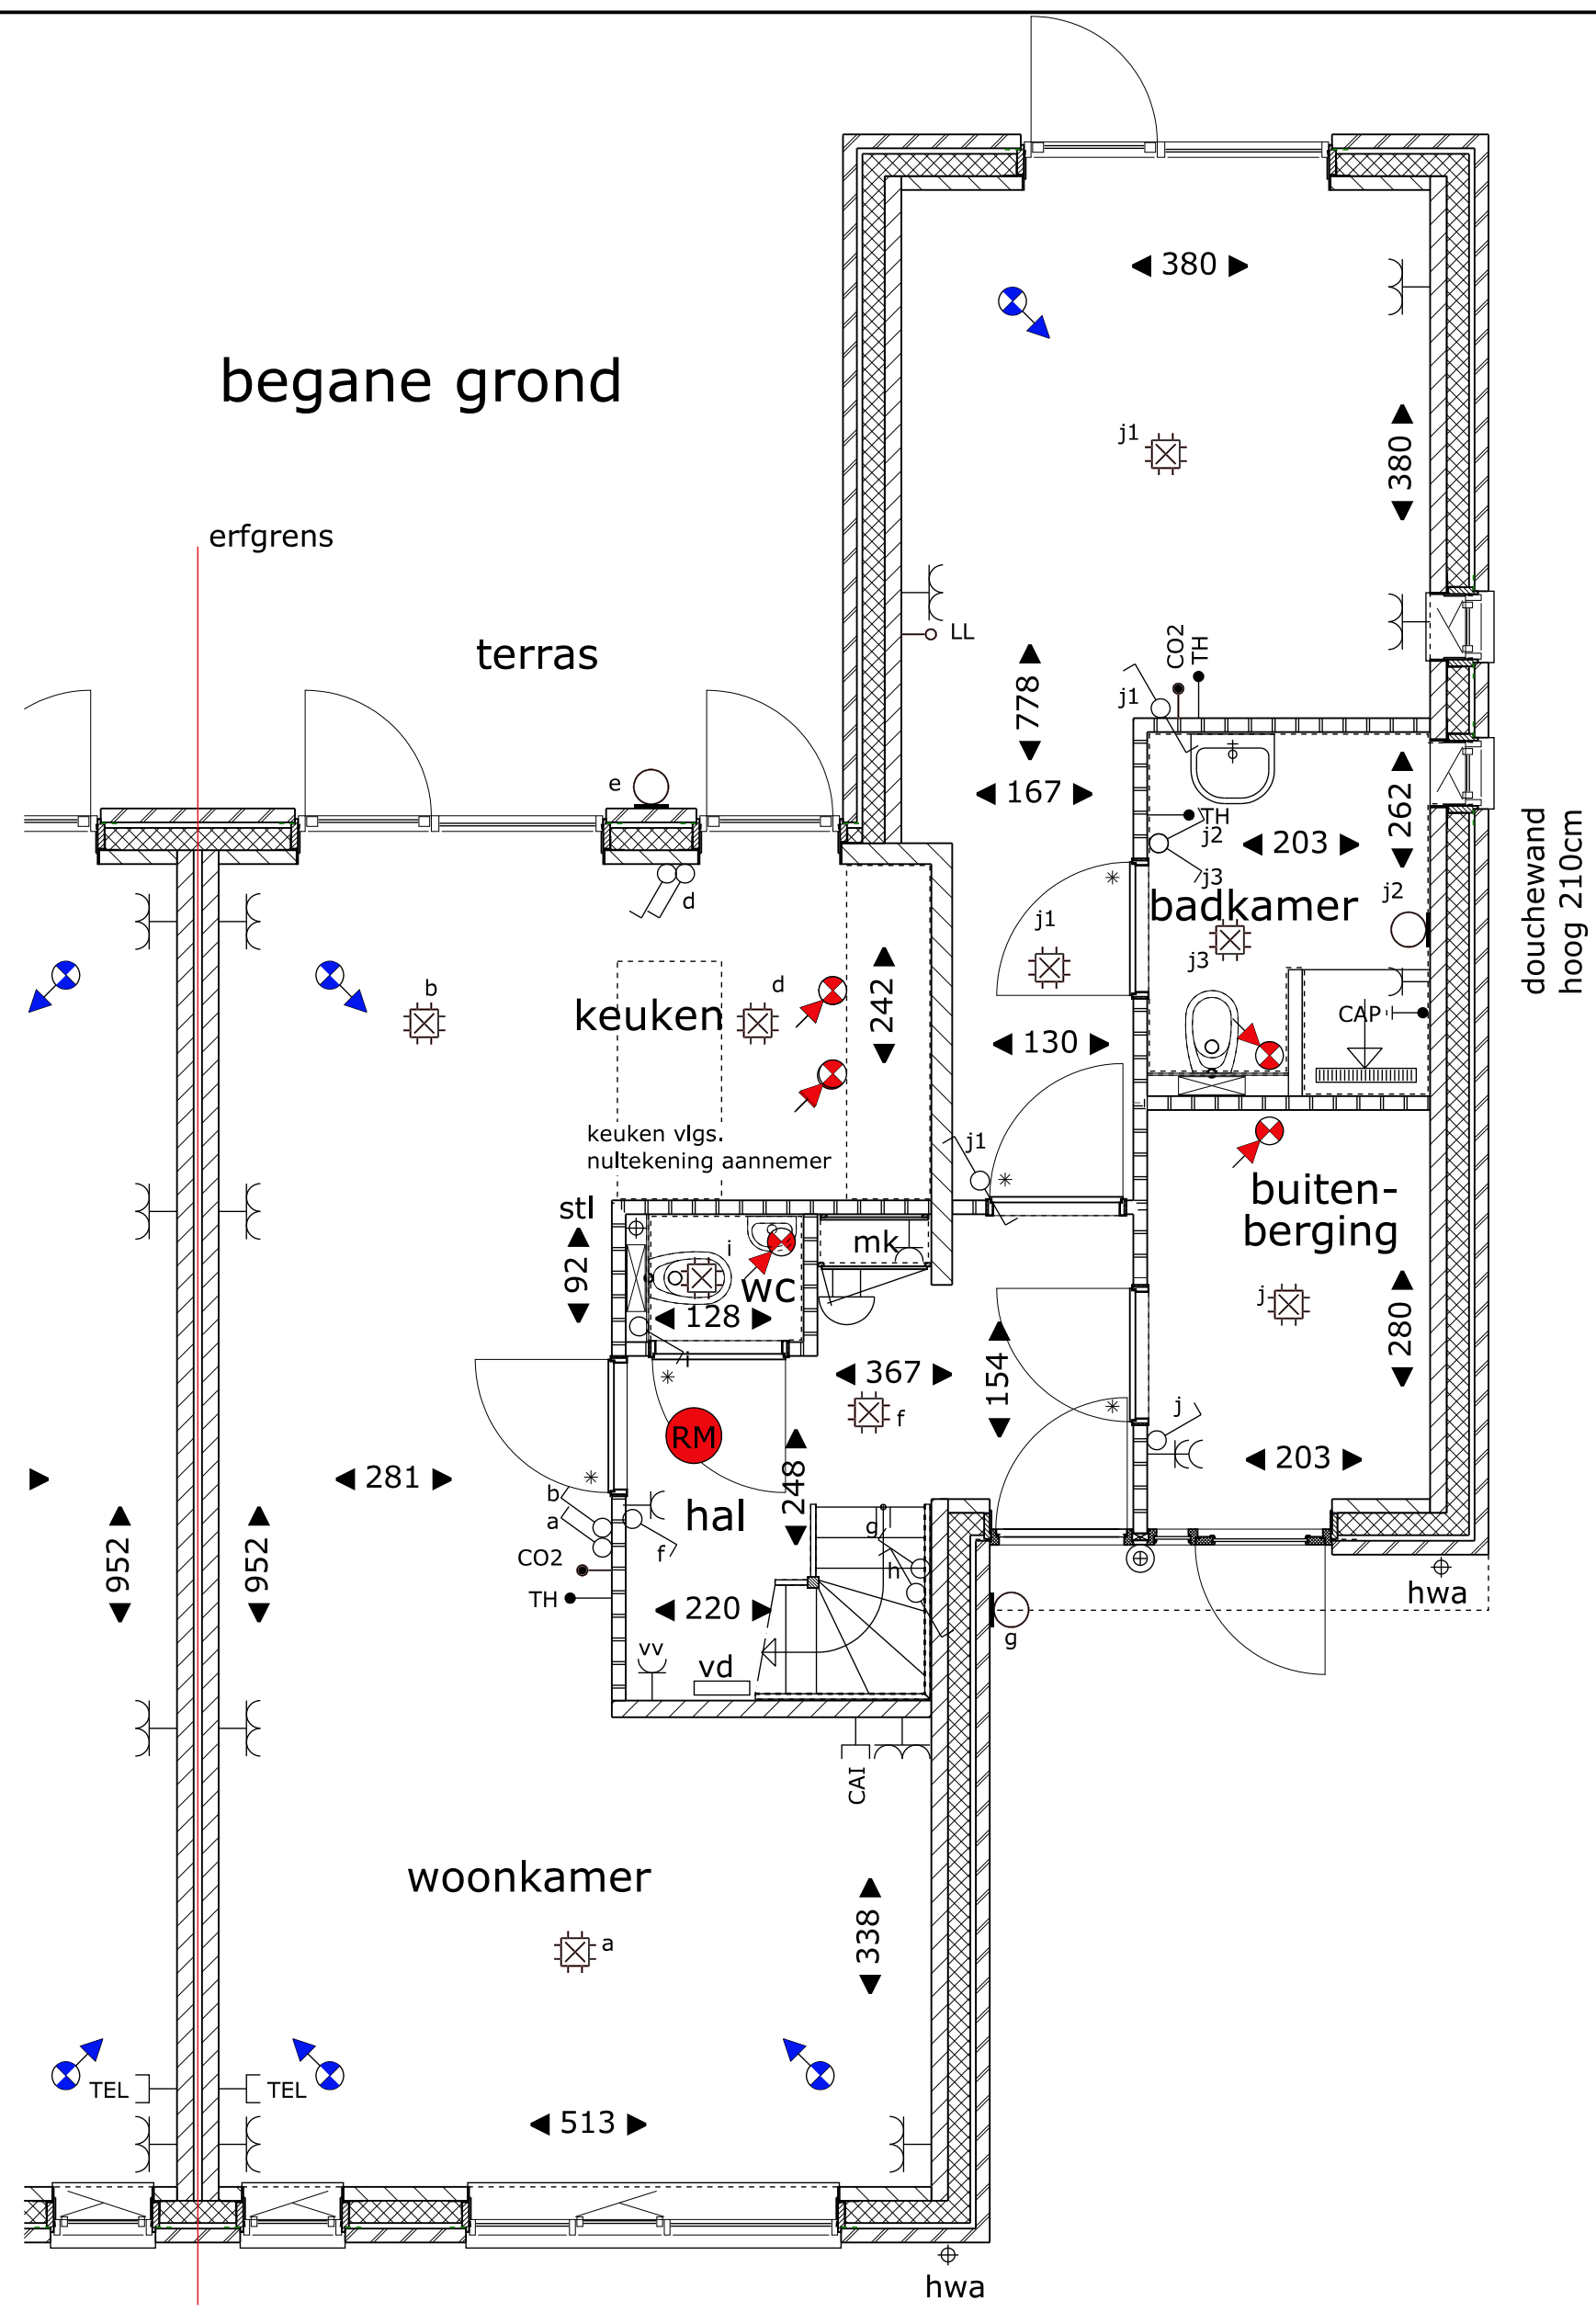 380
begane grond
380
j1
erfgrens
LL
CO2
TH
terras
j1
778
e
167
262
TH
j2
203
douchewand
hoog 210cm
j3
d
badkamer
j2
j1
*
j3
b
keuken
d
242
CAP
130
keuken vlgs.
nultekening aannemer
j1
*
stl
buiten-
berging
92
i
mk
wc
128
j
280
i
*
367
154
f
*
j
RM
281
*
248
203
b
a
hal
g
f
952
952
CO2
h
TH
220
hwa
g
vv
vd
CAI
woonkamer
338
a
TEL
TEL
513
hwa